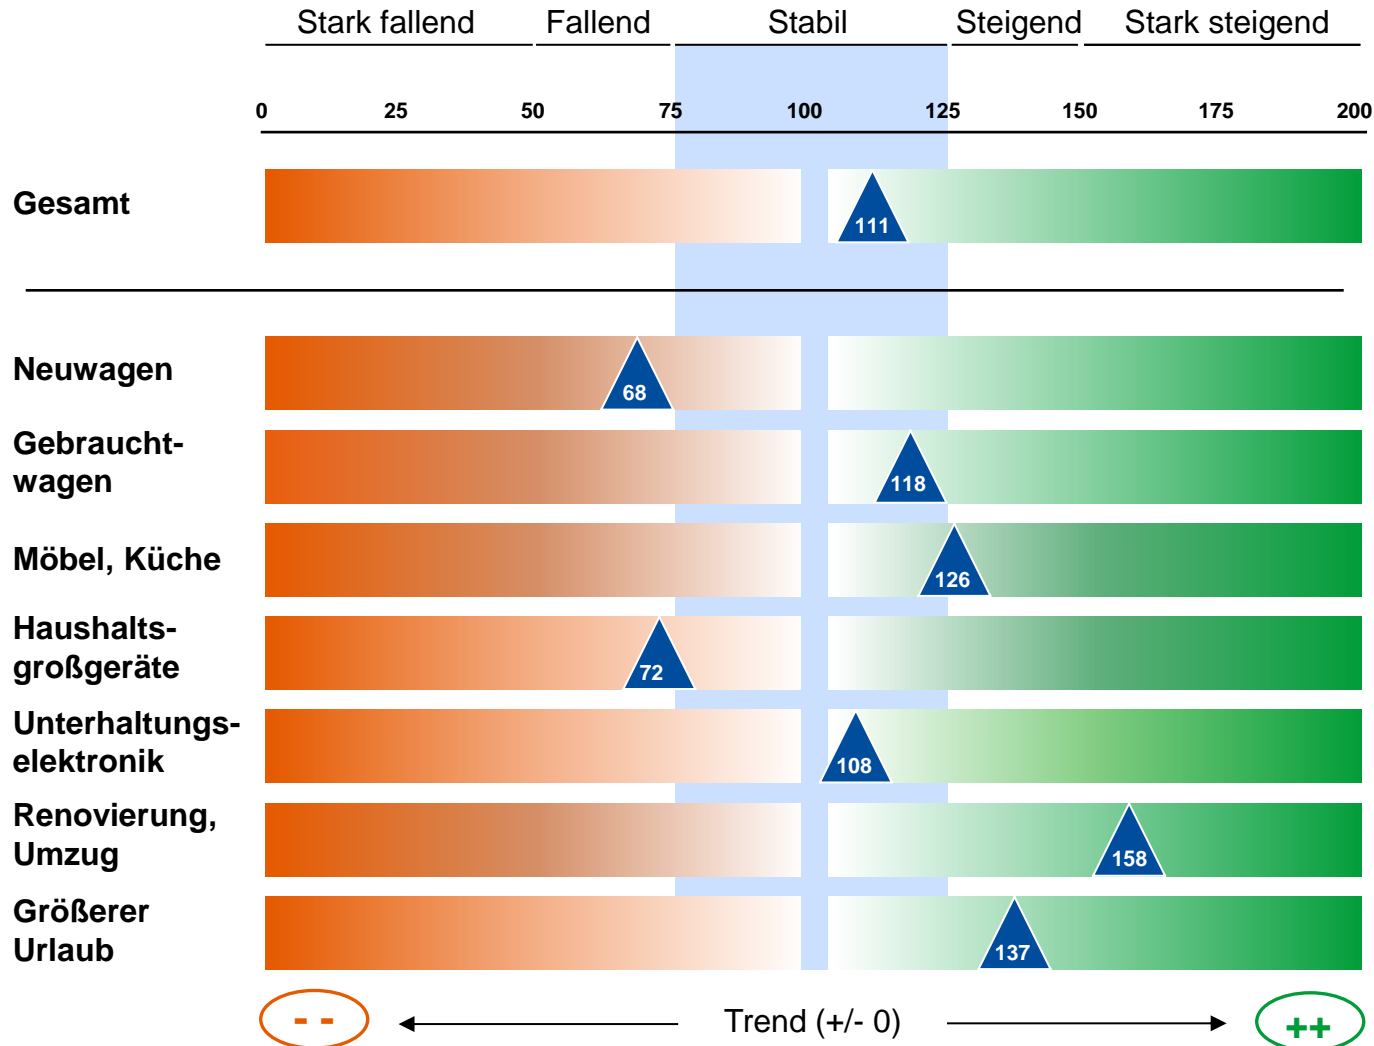 Stark fallend Fallend Stabil Steigend Stark steigend
0 25 50 75 100 125 150 175 200
Gesamt
111
Neuwagen
68
Gebraucht-
wagen
118
Möbel, Küche
126
Haushalts-
großgeräte
72
Unterhaltungs-
elektronik
108
Renovierung,
Umzug
158
Größerer
Urlaub
137
- - Trend (+/- 0) ++